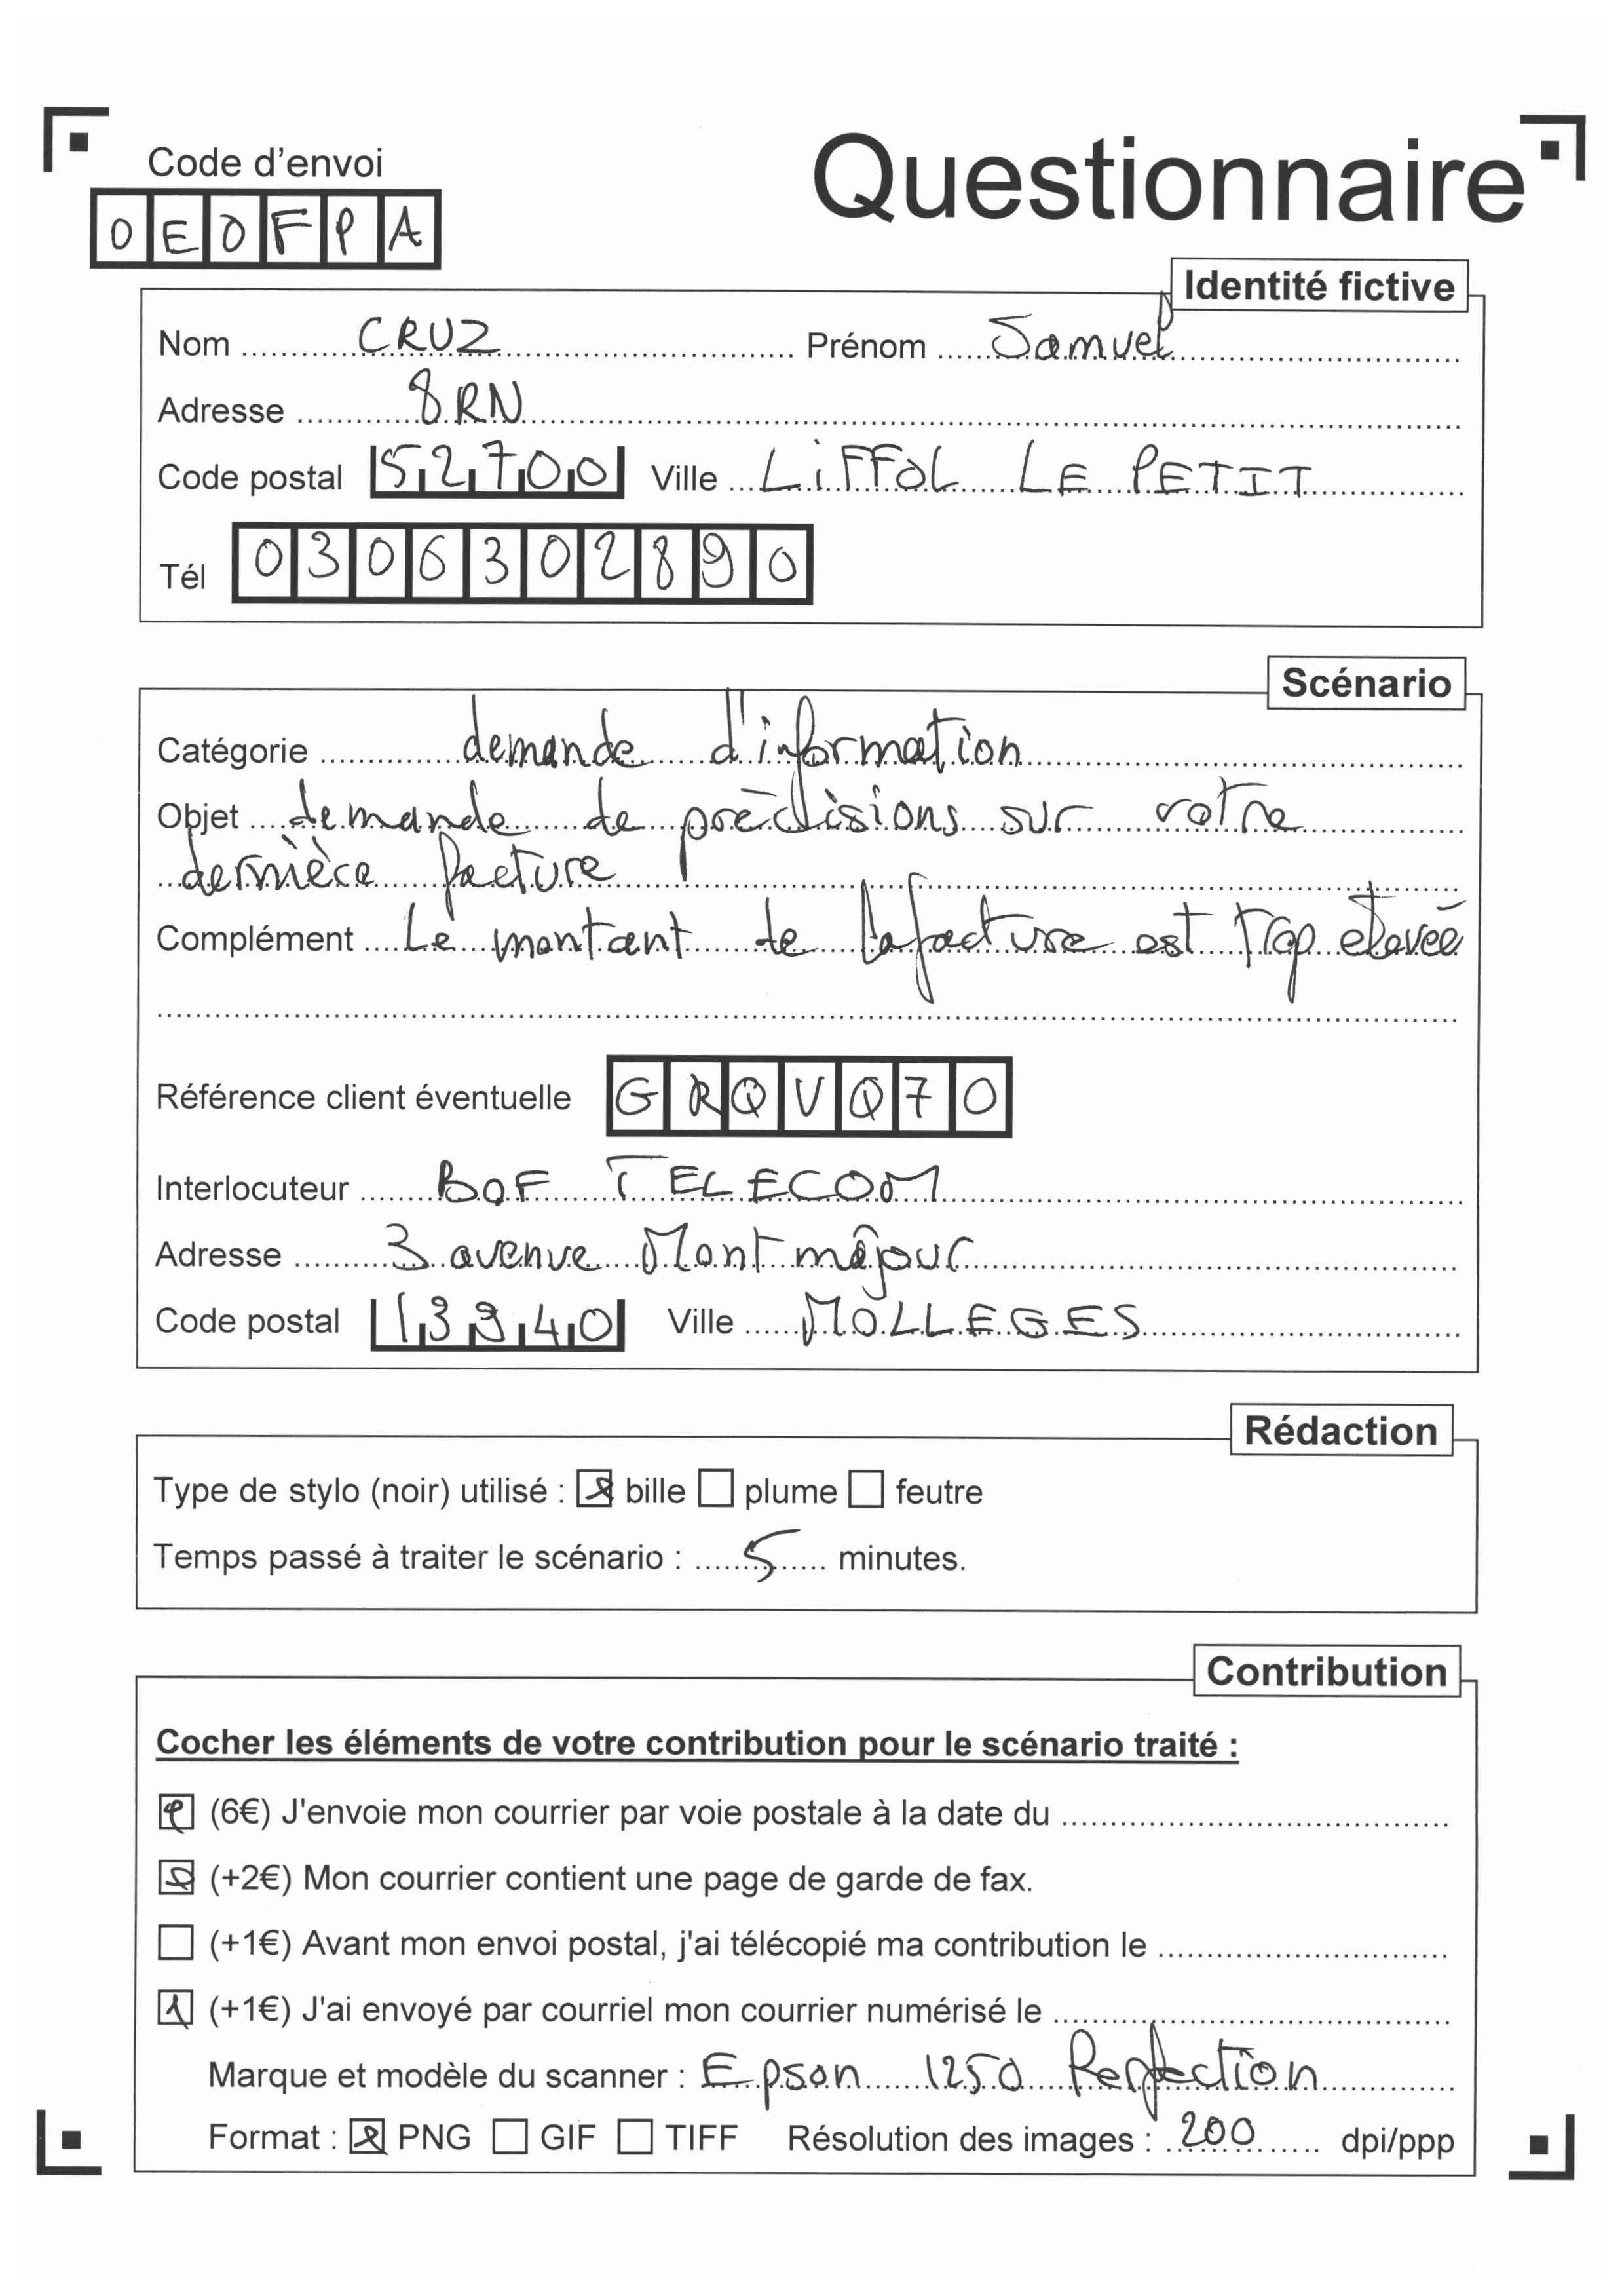 Code d'envoi
Questionnaire
OEOFPA
Identité fictive
Nom CRUZ Prénom Samuel
Adresse 8 RN
Code postal 52700 Ville LIFFOL LE PETIT
Tél 0306302890
Scénario
Catégorie demande d'information
Objet demande de précisions sur votre
dernière facture
Complément Le montant de la facture est trop elevée
Référence client éventuelle GRQVQ70
Interlocuteur BOF TELECOM
Adresse 3 avenue Montmâjour
Code postal 13940 Ville MOLLEGES
Rédaction
Type de stylo (noir) utilisé : bille plume feutre
Temps passé à traiter le scénario : 5 minutes.
Contribution
Cocher les éléments de votre contribution pour le scénario traité :
(6€) J'envoie mon courrier par voie postale à la date du
(+2€) Mon courrier contient une page de garde de fax.
(+1€) Avant mon envoi postal, j'ai télécopié ma contribution le
(+1€) J'ai envoyé par courriel mon courrier numérisé le
Marque et modèle du scanner : Epson 1250 Perfection
Format : PNG GIF TIFF Résolution des images : 200 dpi/ppp